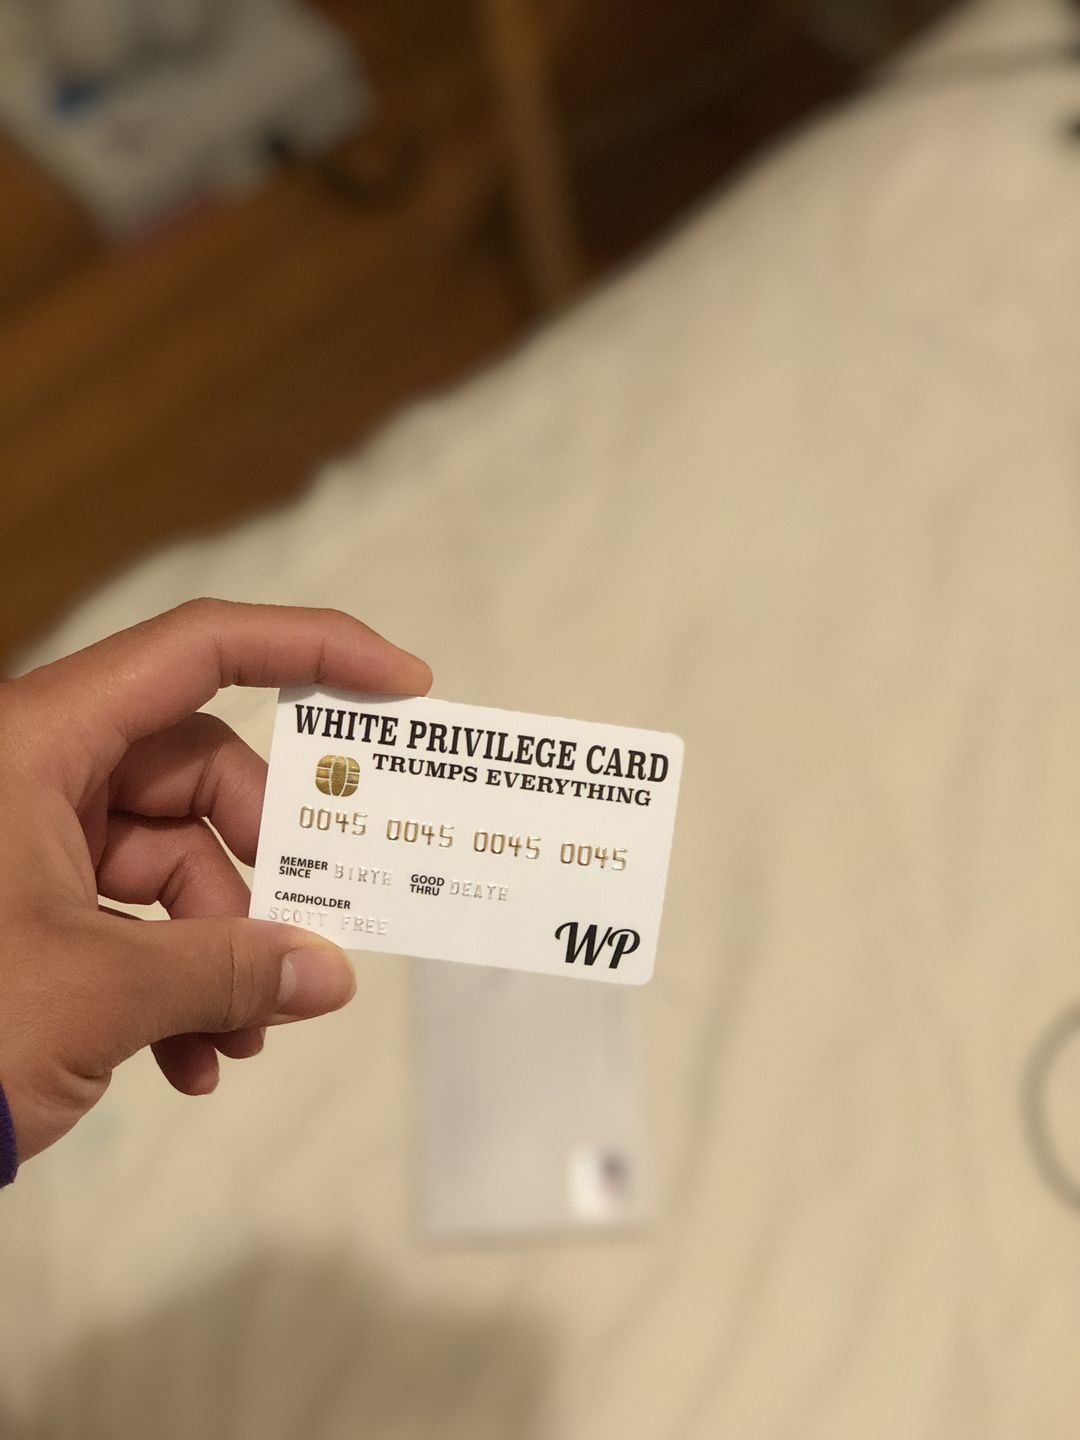 WHITE PRIVILEGE CARD
TRUMPS EVERYTHING
0045 0045 0045 0045
MEMBER SINCE BIRTH GOOD THRU DEATH
CARDHOLDER
SCOTT FREE
WP